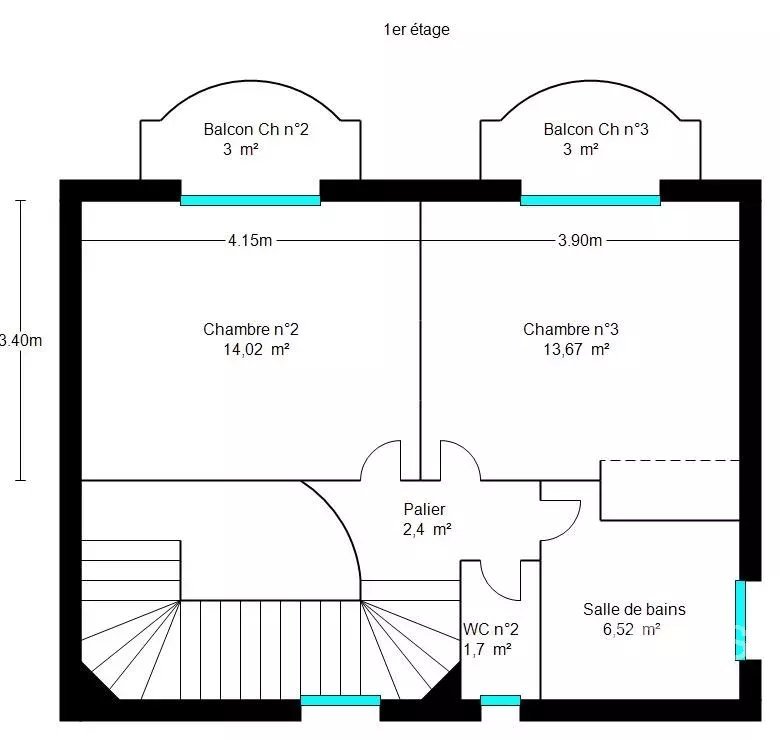 1er étage
Balcon Ch n°2
3 m²
Balcon Ch n°3
3 m²
4.15m
3.90m
3.40m
Chambre n°2
14,02 m²
Chambre n°3
13,67 m²
Palier
2,4 m²
Salle de bains
6,52 m²
WC n°2
1,7 m²